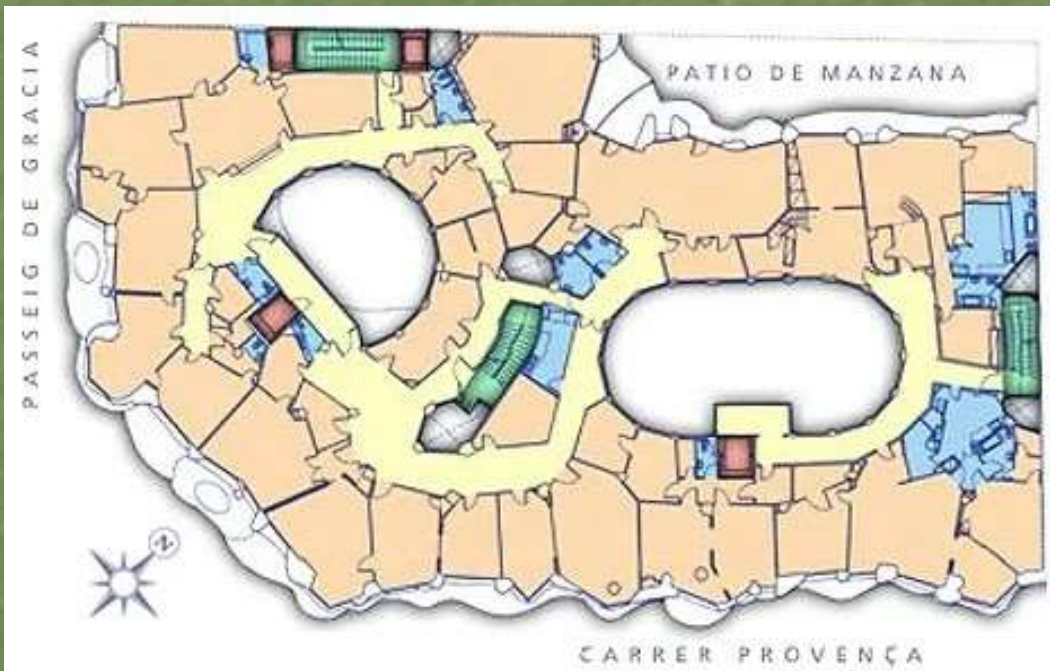 PATIO DE MANZANA
PASSEIG DE GRACIA
N
CARRER PROVENÇA